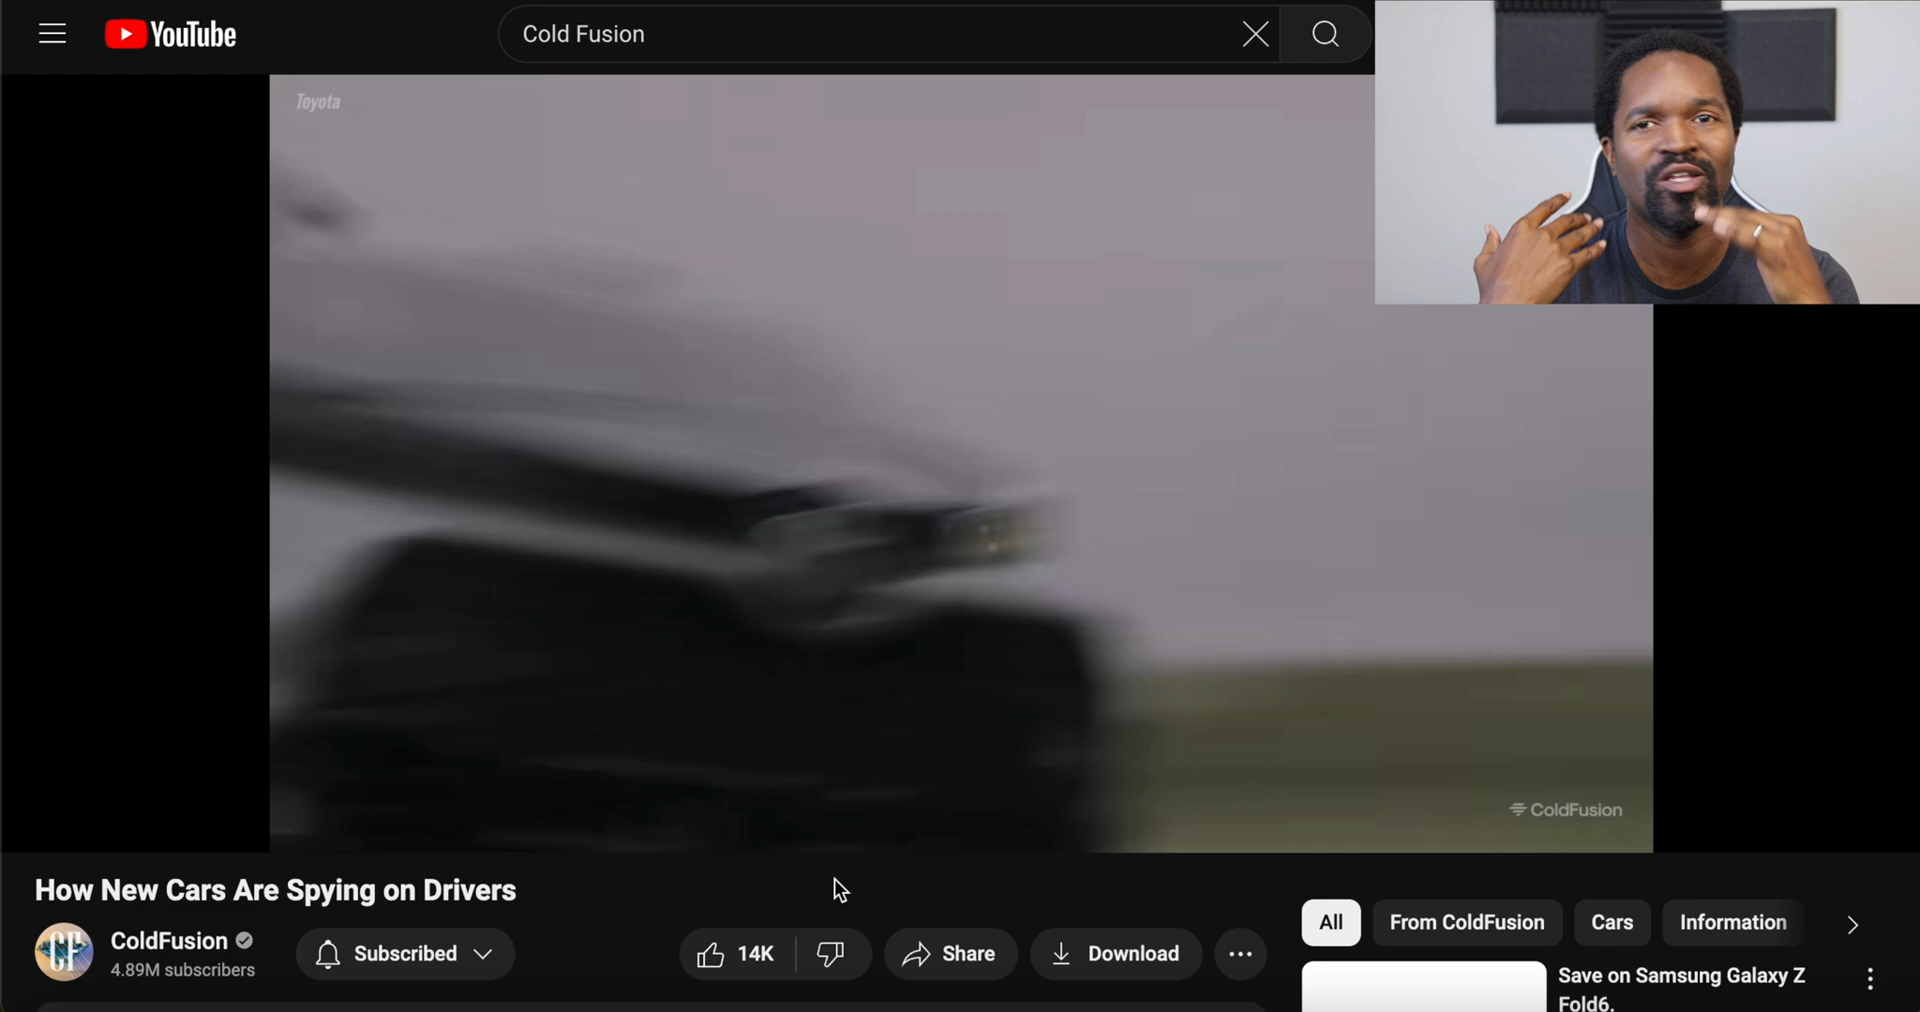 YouTube
Cold Fusion
Toyota
ColdFusion
How New Cars Are Spying on Drivers
CF
ColdFusion
4.89M subscribers
Subscribed
14K
Share
Download
All
From ColdFusion
Cars
Information
Save on Samsung Galaxy Z
Fold6.